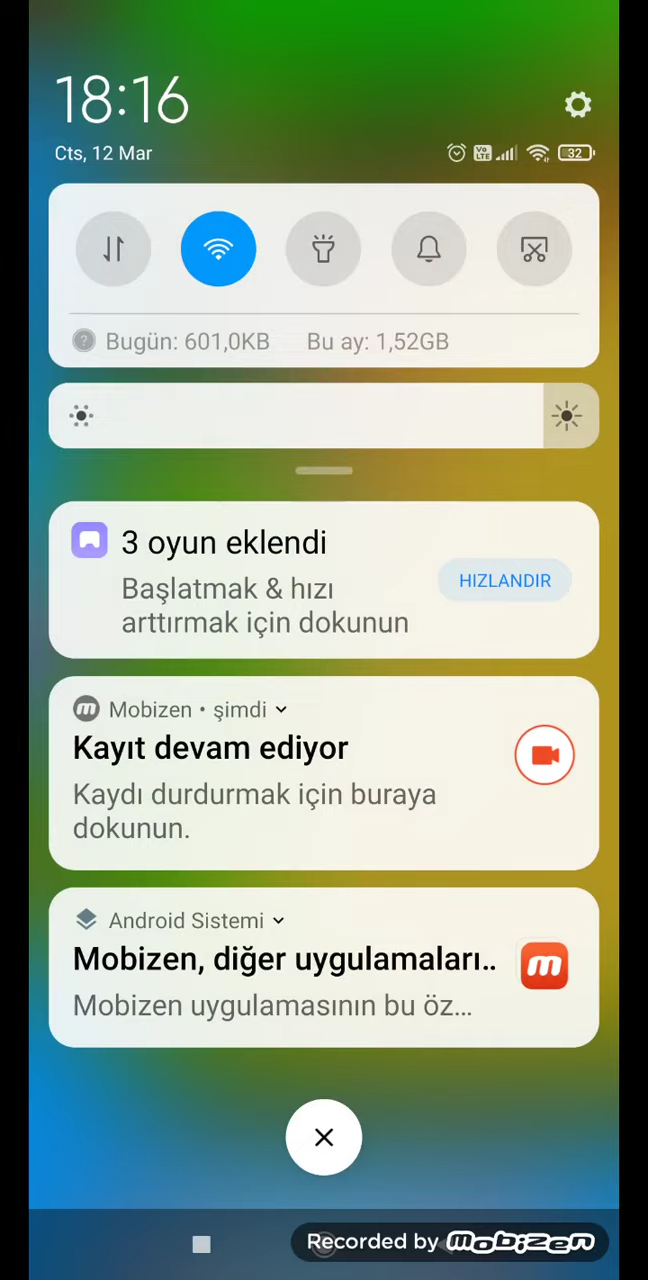 18:16
Cts, 12 Mar
Vo LTE
32
Bugün: 601,0KB Bu ay: 1,52GB
3 oyun eklendi
Başlatmak & hızı
arttırmak için dokunun
HIZLANDIR
Mobizen • şimdi
Kayıt devam ediyor
Kaydı durdurmak için buraya
dokunun.
Android Sistemi
Mobizen, diğer uygulamaları..
Mobizen uygulamasının bu öz...
m
Recorded by Mobizen